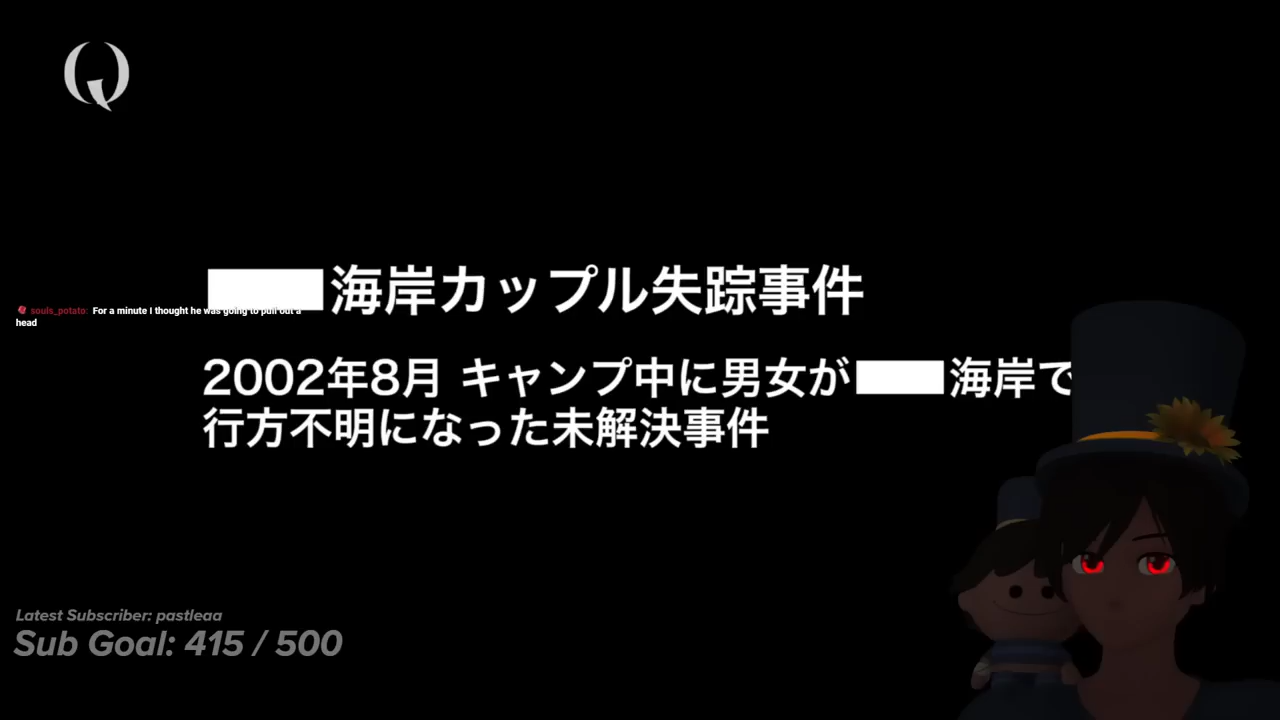 Q
海岸カップル失踪事件
souls_potato: For a minute I thought he was going to pull out a
head
2002年8月 キャンプ中に男女が 海岸で
行方不明になった未解決事件
Latest Subscriber: pastleaa
Sub Goal: 415 / 500